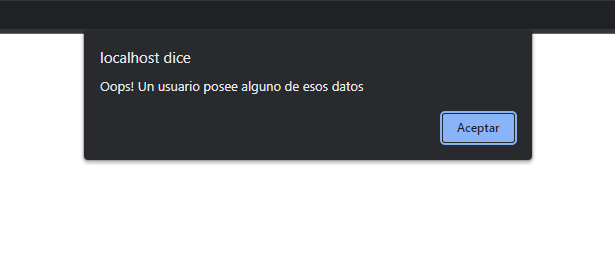 localhost dice
Oops! Un usuario posee alguno de esos datos
Aceptar